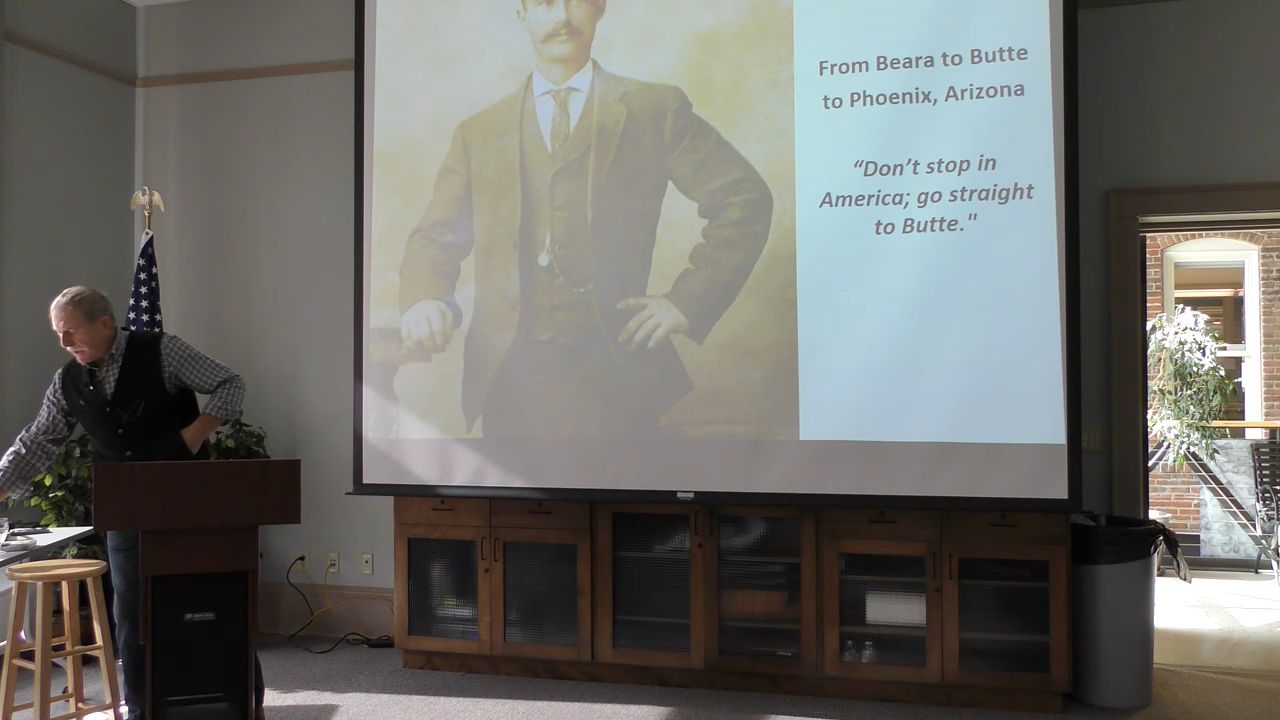 From Beara to Butte
to Phoenix, Arizona
“Don’t stop in
America; go straight
to Butte."